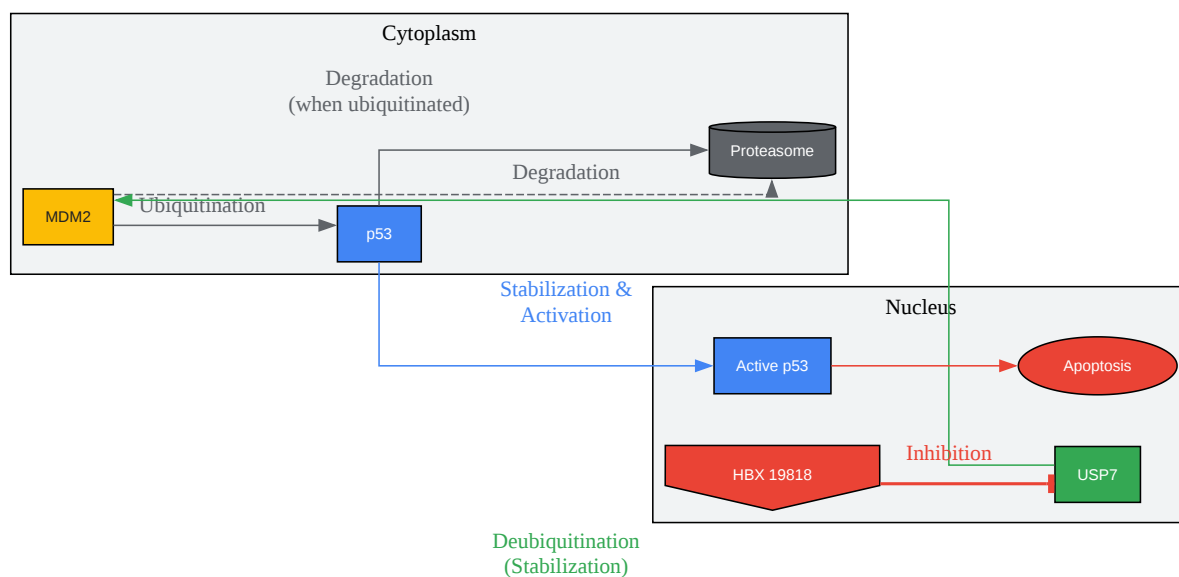 Cytoplasm
Degradation
(when ubiquitinated)
Proteasome
Degradation
MDM2
Ubiquitination
p53
Stabilization &
Activation
Nucleus
Active p53
Apoptosis
Inhibition
HBX 19818
USP7
Deubiquitination
(Stabilization)